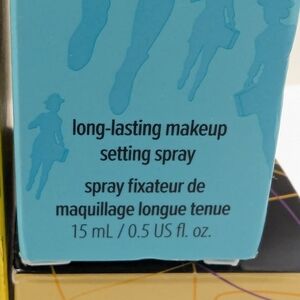 long-lasting makeup
setting spray
spray fixateur de
maquillage longue tenue
15 mL / 0.5 US fl. oz.